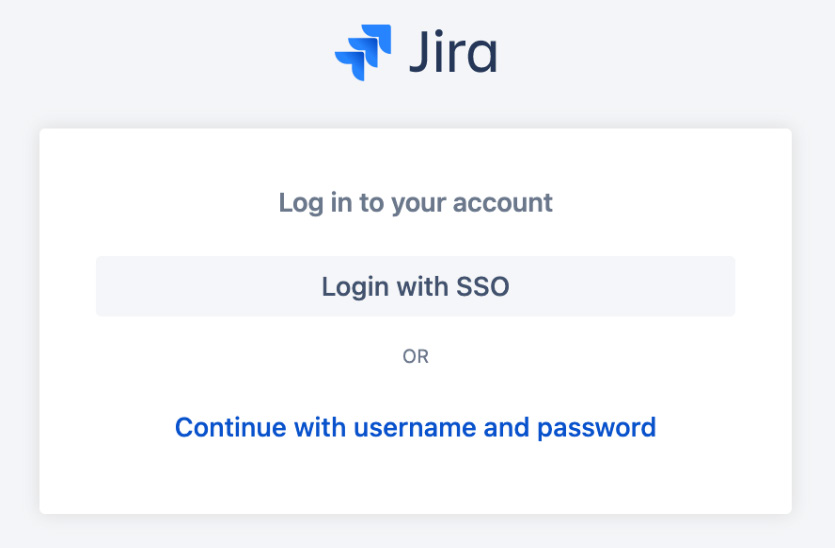 Jira
Log in to your account
Login with SSO
OR
Continue with username and password